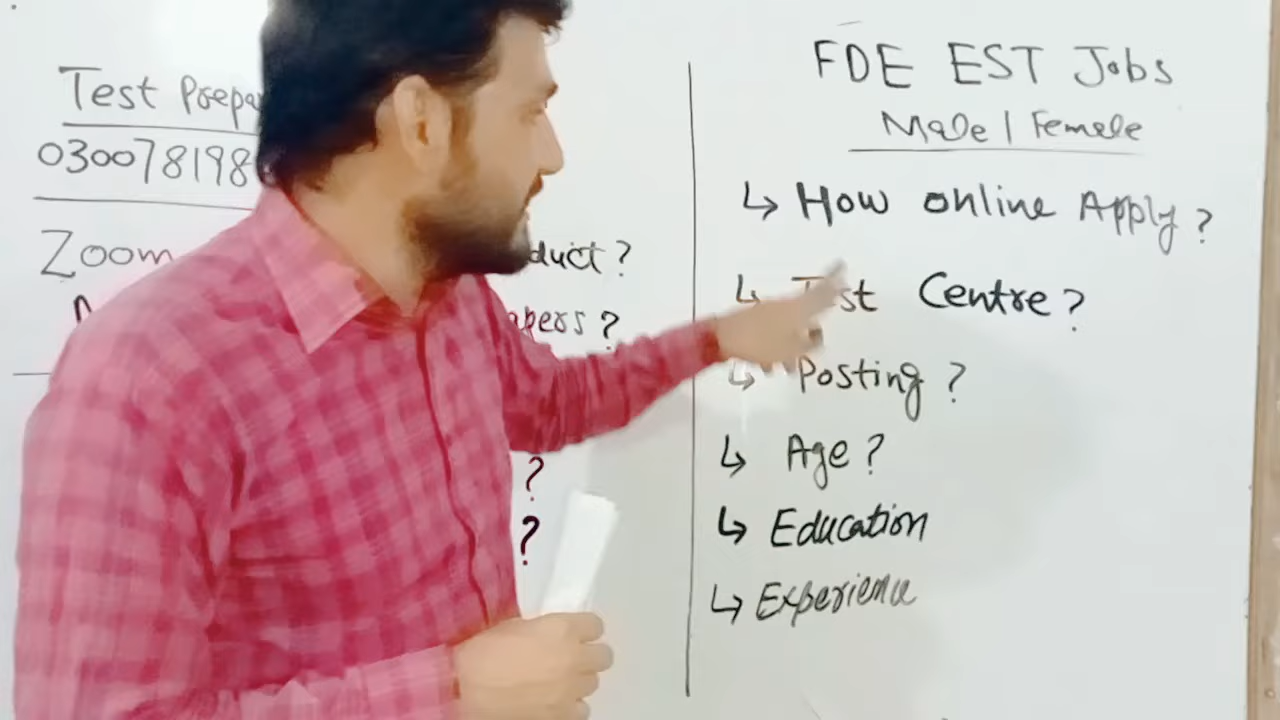 Test Prepa
030078198
Zoom
duct?
apers?
?
?
FDE EST Jobs
Male | Female
↳ How online Apply?
↳ Test Centre?
↳ Posting?
↳ Age?
↳ Education
↳ Experience